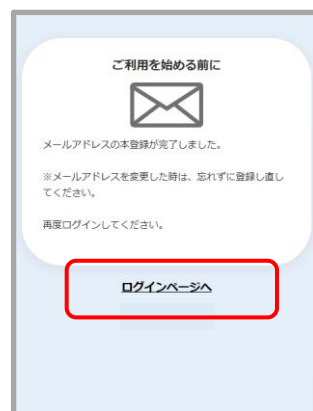 ご利用を始める前に
メールアドレスの本登録が完了しました。
※メールアドレスを変更した時は、忘れずに登録し直し
てください。
再度ログインしてください。
ログインページへ